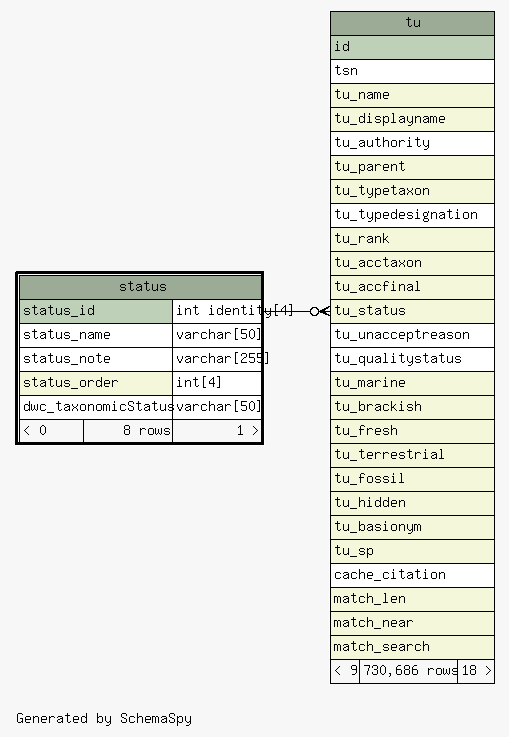 tu
id
tsn
tu_name
tu_displayname
tu_authority
tu_parent
tu_typetaxon
tu_typedesignation
tu_rank
tu_acctaxon
tu_accfinal
tu_status
tu_unacceptreason
tu_qualitystatus
tu_marine
tu_brackish
tu_fresh
tu_terrestrial
tu_fossil
tu_hidden
tu_basionym
tu_sp
cache_citation
match_len
match_near
match_search
< 9 730,686 rows 18 >
status
status_id int identity[4]
status_name varchar[50]
status_note varchar[255]
status_order int[4]
dwc_taxonomicStatus varchar[50]
< 0 8 rows 1 >
Generated by SchemaSpy